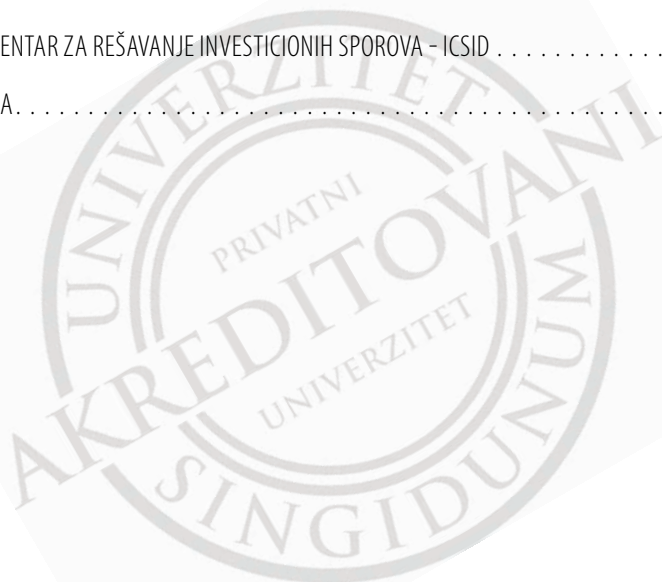 ENTAR ZA REŠAVANJE INVESTICIONIH SPOROVA - ICSID . . . . . . . . . . . .
A. . . . . . . . . . . . . . . . . . . . . . . . . . . . . . . . . . . . . . . . . . . . .
UNIVERZITET
PRIVATNI
AKREDITOVANI
UNIVERZITET
SINGIDUNUM